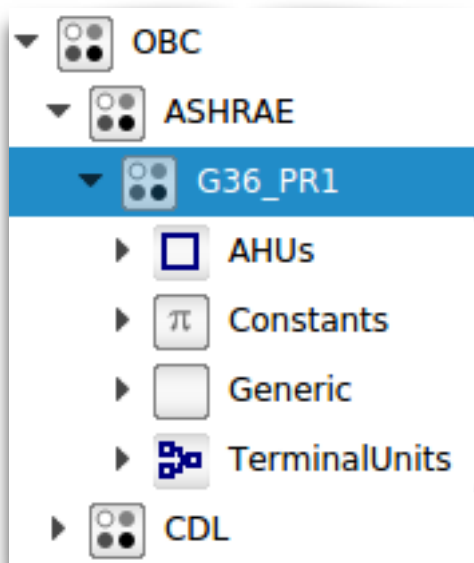 OBC
ASHRAE
G36_PR1
AHUs
π Constants
Generic
TerminalUnits
CDL